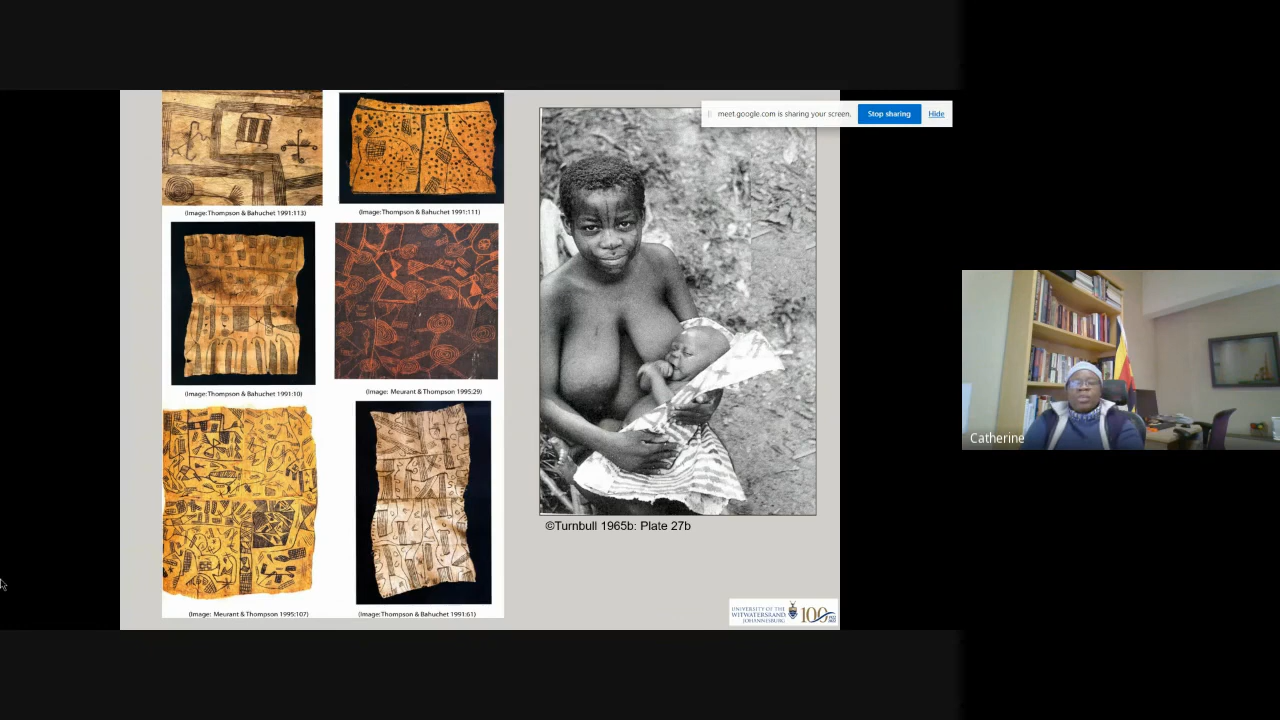 meet.google.com is sharing your screen.
Stop sharing
Hide
(Image:Thompson & Bahuchet 1991:113)
(Image:Thompson & Bahuchet 1991:111)
(Image:Thompson & Bahuchet 1991:10)
(Image: Meurant & Thompson 1995:29)
(Image: Meurant & Thompson 1995:107)
(Image:Thompson & Bahuchet 1991:61)
©Turnbull 1965b: Plate 27b
UNIVERSITY OF THE
WITWATERSRAND
JOHANNESBURG
100
Catherine